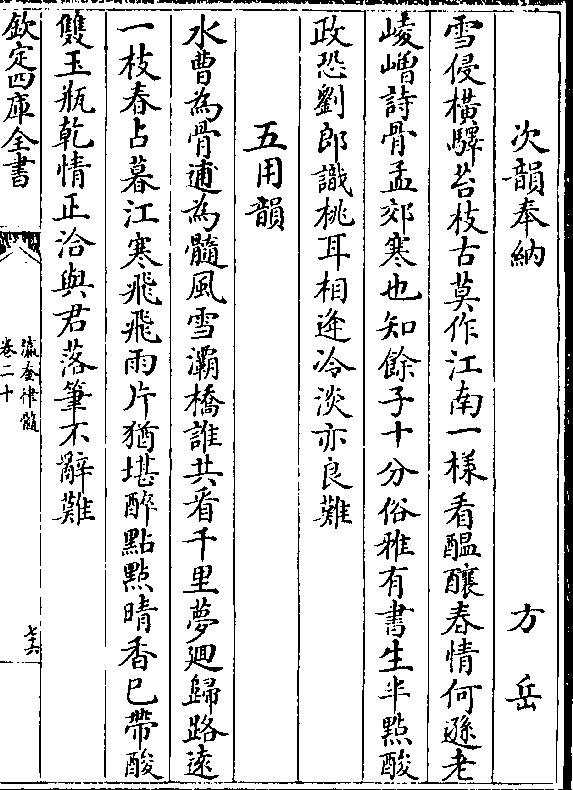 次韻奉納　方岳
雪侵橫驛苔枝古莫作江南一樣看醖釀春情何遜老
崚嶒詩骨孟郊寒也知餘子十分俗稚有書生半點酸
政恐劉郎識桃耳相逢冷淡亦良難
五用韻
水曹為骨逋為髓風雪灞橋誰共看千里夢迴歸路遠
一枝春占暮江寒飛飛雨片猶堪醉點點晴香已帶酸
雙玉瓶乾情正洽與君落筆不辭難
欽定四庫全書
瀛奎律髓
卷二十
七六